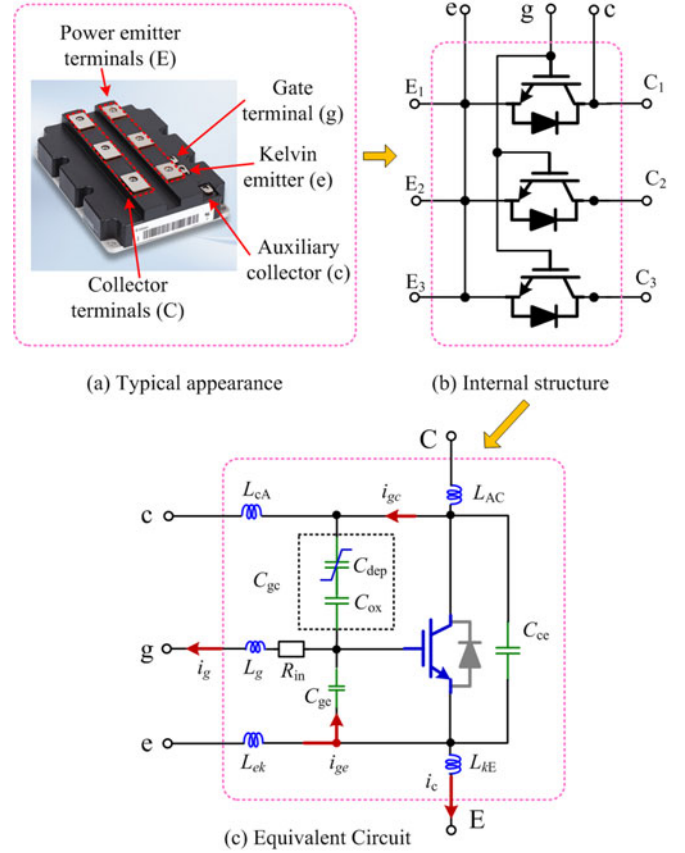 Power emitter
terminals (E)
Gate
terminal (g)
Kelvin
emitter (e)
Auxiliary
collector (c)
Collector
terminals (C)
(a) Typical appearance
e
g
c
E1
C1
E2
C2
E3
C3
(b) Internal structure
C
LcA
igc
LAC
c
Cgc
Cdep
Cox
Cce
g
ig
Lg
Rin
Cge
e
Lek
ige
LkE
ic
E
(c) Equivalent Circuit